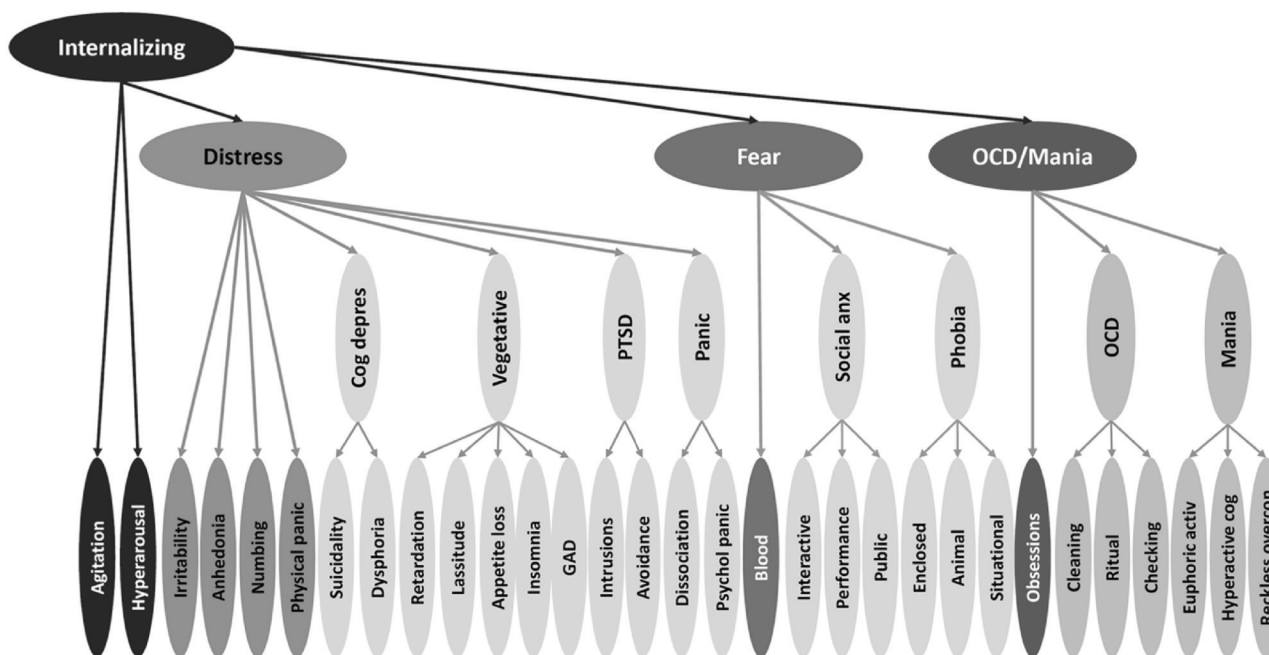 Internalizing
Distress
Fear
OCD/Mania
Cog depres
Vegetative
PTSD
Panic
Social anx
Phobia
OCD
Mania
Agitation
Hyperarousal
Irritability
Anhedonia
Numbing
Physical panic
Suicidality
Dysphoria
Retardation
Lassitude
Appetite loss
Insomnia
GAD
Intrusions
Avoidance
Dissociation
Psychol panic
Blood
Interactive
Performance
Public
Enclosed
Animal
Situational
Obsessions
Cleaning
Ritual
Checking
Euphoric activ
Hyperactive cog
Reckless overcon